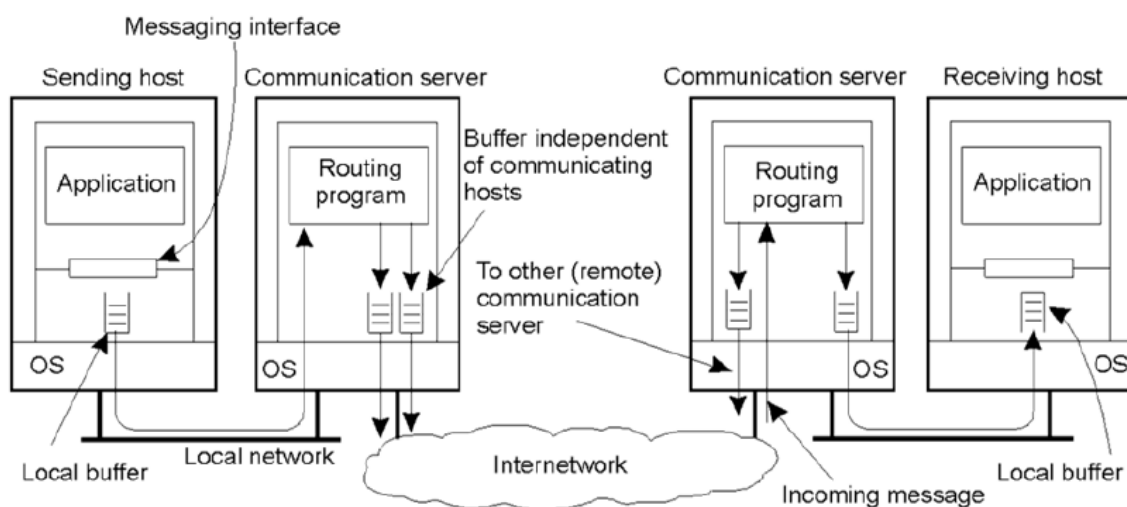 Messaging interface
Sending host
Communication server
Communication server
Receiving host
Application
Routing
program
Buffer independent
of communicating
hosts
Routing
program
Application
To other (remote)
communication
server
OS
OS
OS
OS
Local buffer
Local network
Internetwork
Incoming message
Local buffer